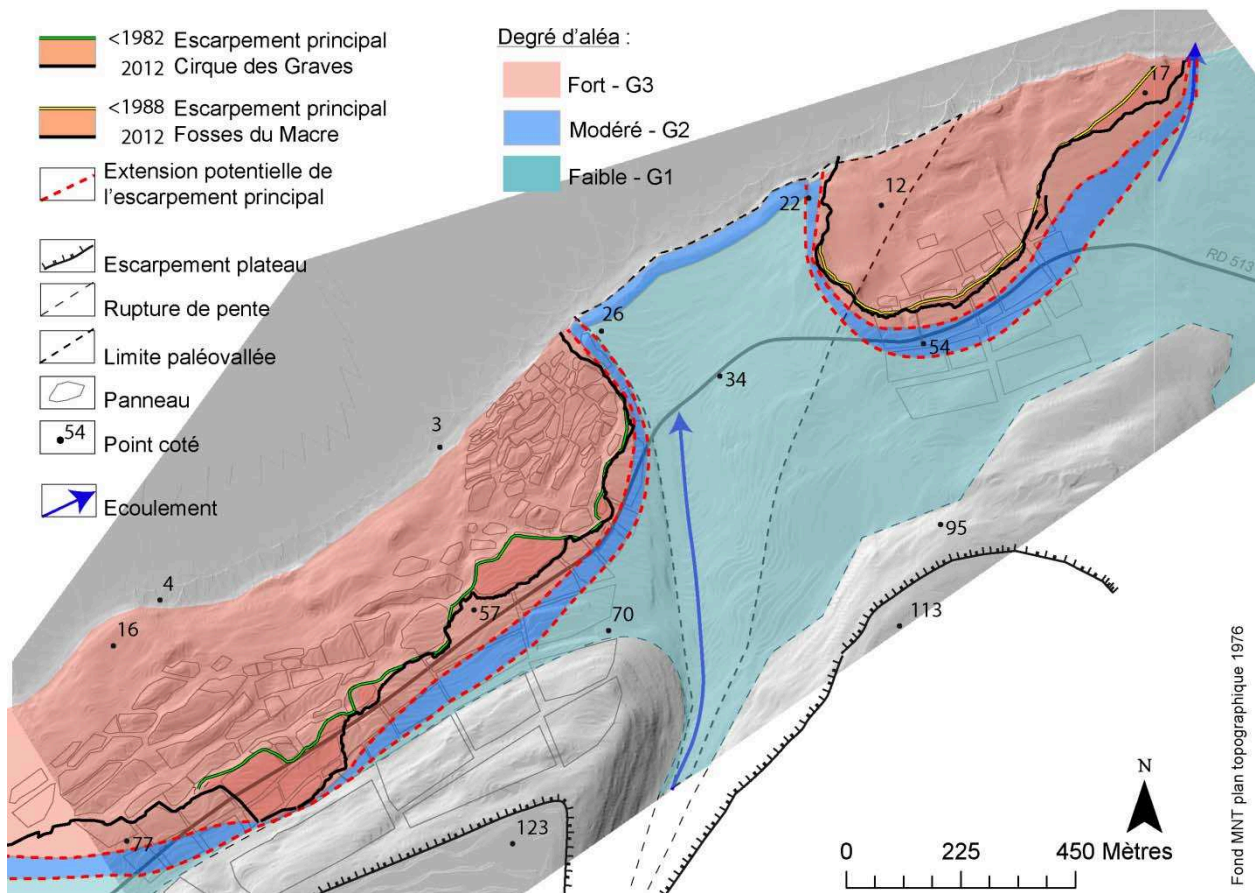 <1982 Escarpement principal
2012 Cirque des Graves
<1988 Escarpement principal
2012 Fosses du Macre
Extension potentielle de
l'escarpement principal
Escarpement plateau
Rupture de pente
Limite paléovallée
Panneau
54 Point coté
Ecoulement
Degré d'aléa :
Fort - G3
Modéré - G2
Faible - G1
17
12
22
RD 513
26
54
34
3
95
4
57
70
113
16
77
123
N
0 225 450 Mètres
Fond MNT plan topographique 1976